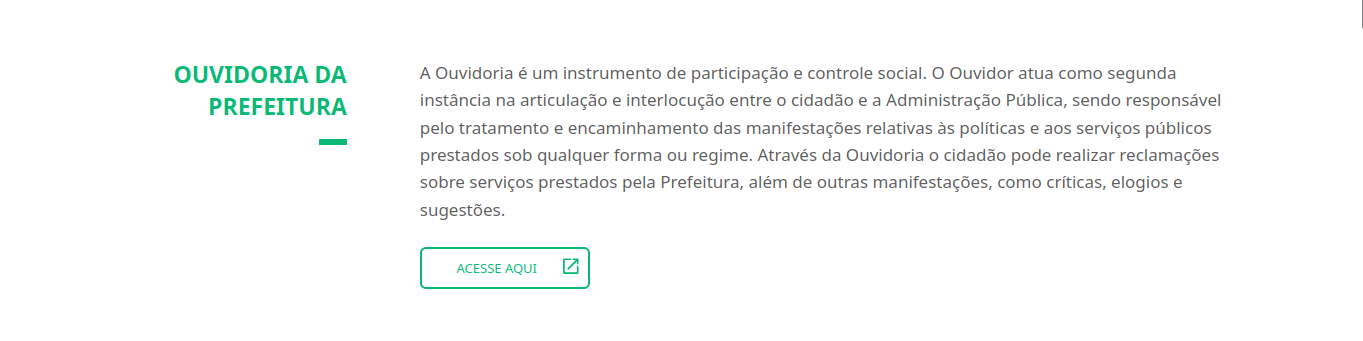 OUVIDORIA DA
PREFEITURA
A Ouvidoria é um instrumento de participação e controle social. O Ouvidor atua como segunda
instância na articulação e interlocução entre o cidadão e a Administração Pública, sendo responsável
pelo tratamento e encaminhamento das manifestações relativas às políticas e aos serviços públicos
prestados sob qualquer forma ou regime. Através da Ouvidoria o cidadão pode realizar reclamações
sobre serviços prestados pela Prefeitura, além de outras manifestações, como críticas, elogios e
sugestões.
ACESSE AQUI